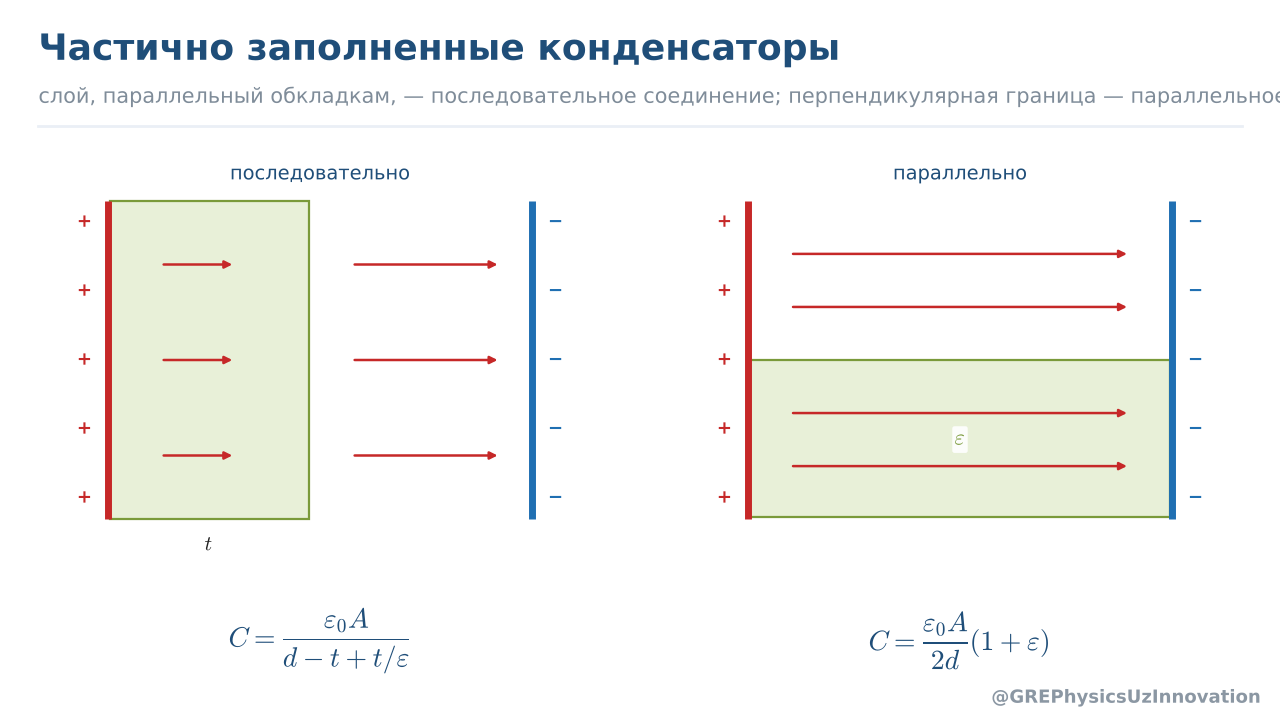 Частично заполненные конденсаторы
слой, параллельный обкладкам, — последовательное соединение; перпендикулярная граница — параллельное
последовательно
параллельно
+ − + −
+ − + −
+ − + −
+ − + −
+ − + −
ε
t
C = ε₀A / (d − t + t/ε)
C = ε₀A / 2d (1 + ε)
@GREPhysicsUzInnovation